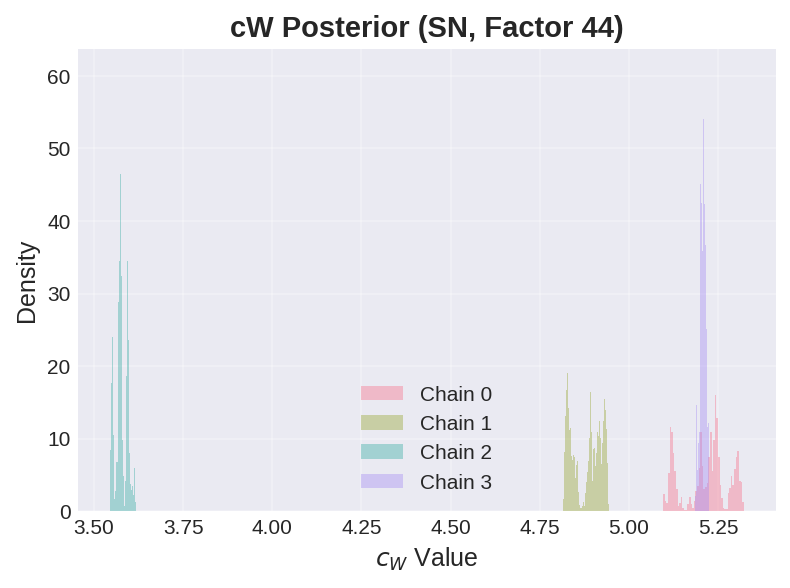 cW Posterior (SN, Factor 44)
60
50
40
30
20
10
0
Density
Chain 0
Chain 1
Chain 2
Chain 3
3.50 3.75 4.00 4.25 4.50 4.75 5.00 5.25
c_W Value